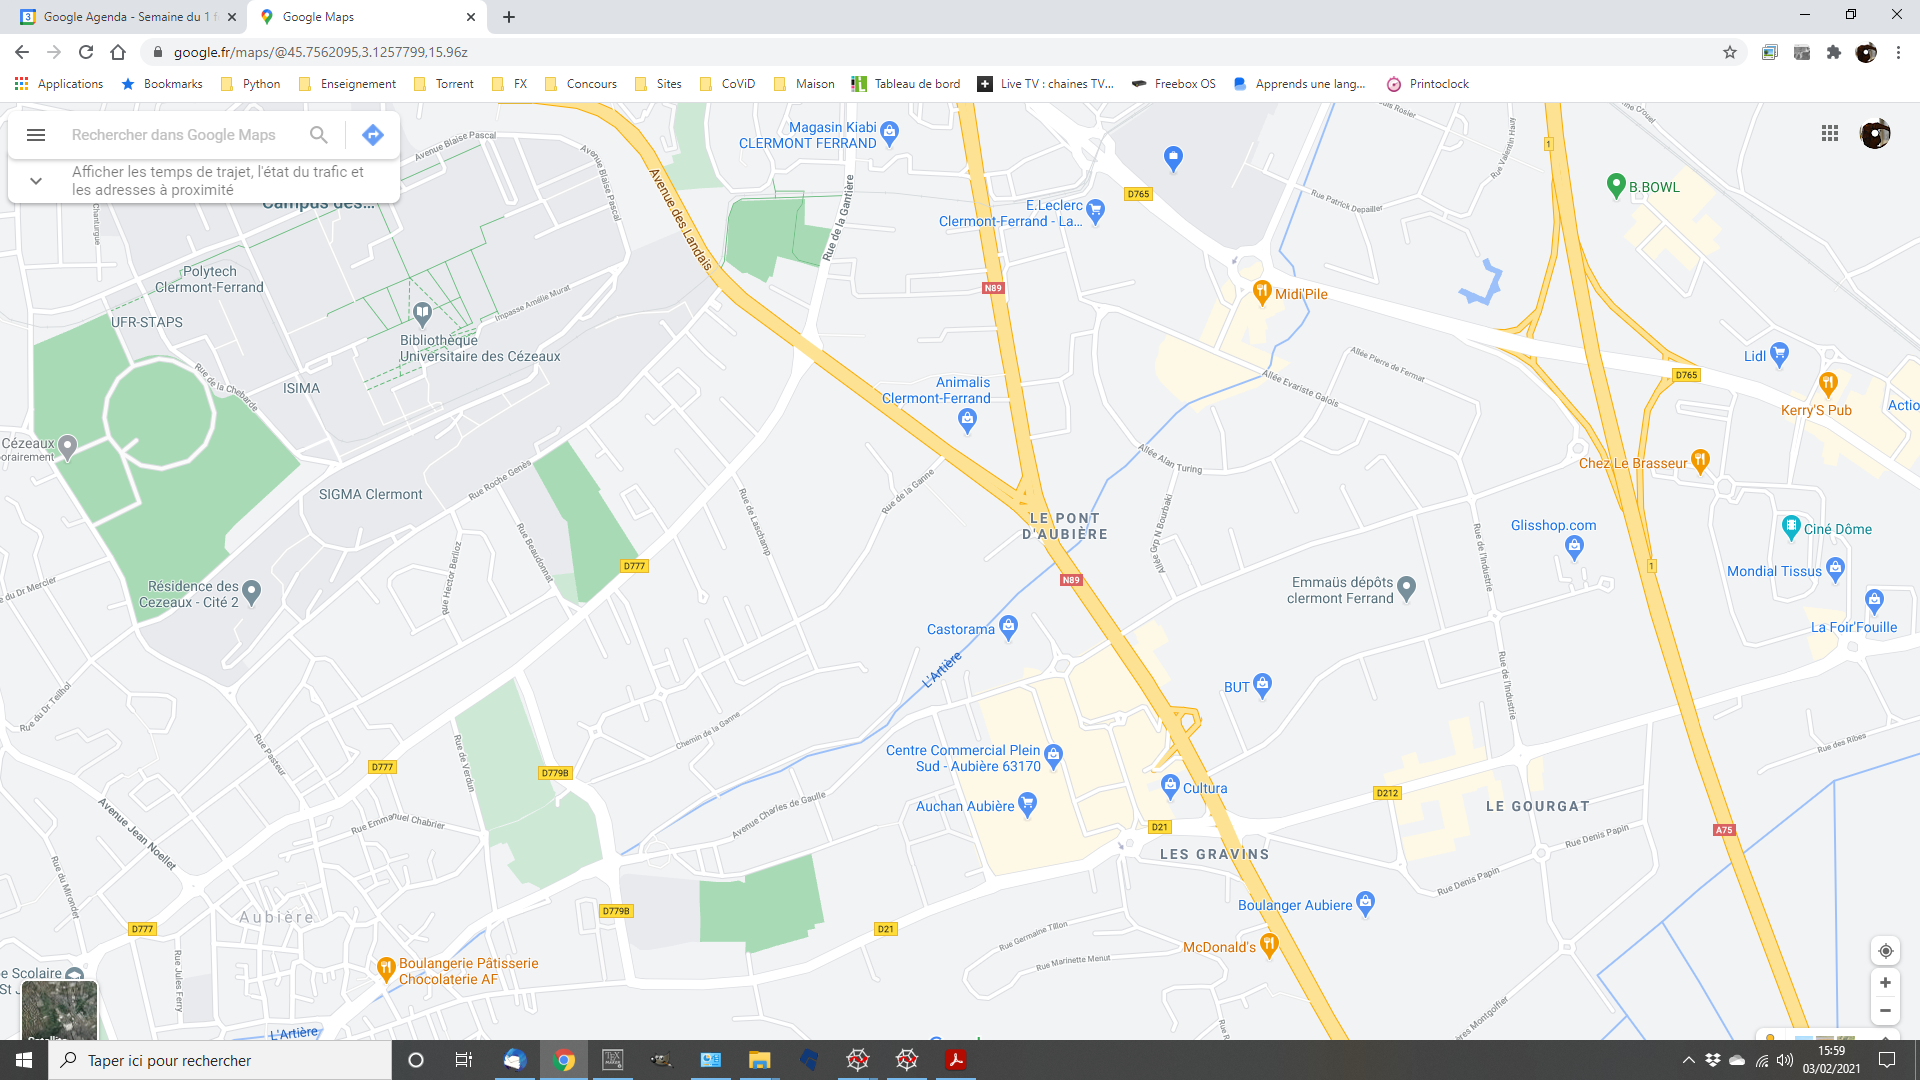 Google Agenda - Semaine du 1 f
Google Maps
google.fr/maps/@45.7562095,3.1257799,15.96z
Applications
Bookmarks
Python
Enseignement
Torrent
FX
Concours
Sites
CoViD
Maison
Tableau de bord
Live TV : chaines TV...
Freebox OS
Apprends une lang...
Printoclock
Rechercher dans Google Maps
Afficher les temps de trajet, l'état du trafic et
les adresses à proximité
Campus des...
Avenue Blaise Pascal
Avenue Blaise Pascal
Chanturgue
Avenue des Landais
Magasin Kiabi
CLERMONT FERRAND
Rue de la Gantière
E.Leclerc
Clermont-Ferrand - La...
D765
Rue Patrick Depailler
Rue Valentin Haüy
1
B.BOWL
Polytech
Clermont-Ferrand
UFR-STAPS
Impasse Amélie Murat
Bibliothèque
Universitaire des Cézeaux
ISIMA
Rue de la Chebarde
N89
Midi'Pile
Allée Pierre de Fermat
Allée Evariste Galois
Lidl
D765
Kerry'S Pub
Actio
Animalis
Clermont-Ferrand
Cézeaux
orairement
SIGMA Clermont
Rue Roche Genès
Rue de la Ganne
Rue de Laschamp
Allée Alan Turing
Chez Le Brasseur
LE PONT
D'AUBIÈRE
Allée Grp N Bourbaki
Glisshop.com
Ciné Dôme
Rue Beaudonnat
Rue Hector Berlioz
D777
N89
Rue de l'Industrie
1
Mondial Tissus
Emmaüs dépôts
clermont Ferrand
Résidence des
Cezeaux - Cité 2
e du Dr Mercier
La Foir'Fouille
Castorama
L'Artière
Rue de l'Industrie
BUT
Rue du Dr Teilhol
Rue Pasteur
Rue de Verdun
Chemin de la Ganne
Centre Commercial Plein
Sud - Aubière 63170
Rue des Ribes
D777
D779B
Cultura
D212
Auchan Aubière
LE GOURGAT
Avenue Charles de Gaulle
Rue Emmanuel Chabrier
Avenue Jean Noellet
D21
A75
Rue Denis Papin
LES GRAVINS
Rue Denis Papin
Rue du Mirondet
Aubière
D779B
Boulanger Aubiere
D777
D21
Rue Germaine Tillon
McDonald's
Rue Marinette Menut
Boulangerie Pâtisserie
Chocolaterie AF
e Scolaire
St J
Rue Jules Ferry
L'Artière
Taper ici pour rechercher
15:59
03/02/2021